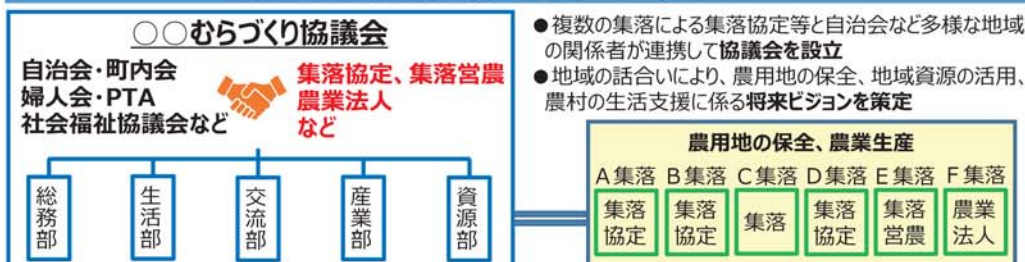 ○○むらづくり協議会
自治会・町内会
婦人会・PTA
社会福祉協議会など
集落協定、集落営農
農業法人
など
総務部
生活部
交流部
産業部
資源部
●複数の集落による集落協定等と自治会など多様な地域
の関係者が連携して協議会を設立
●地域の話合いにより、農用地の保全、地域資源の活用、
農村の生活支援に係る将来ビジョンを策定
農用地の保全、農業生産
A集落 B集落 C集落 D集落 E集落 F集落
集落
協定
集落
協定
集落
集落
協定
集落
営農
農業
法人